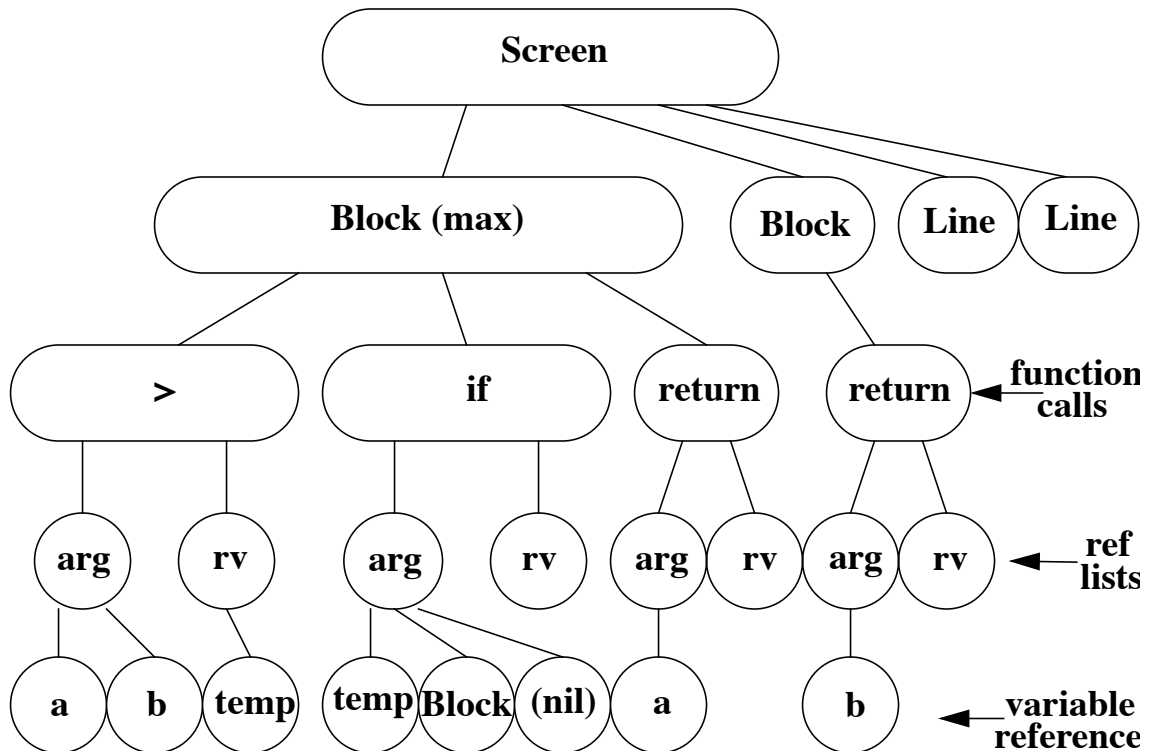 Screen
Block (max)
Block
Line
Line
>
if
return
return
function
calls
arg
rv
arg
rv
arg
rv
arg
rv
ref
lists
a
b
temp
temp
Block
(nil)
a
b
variable
reference